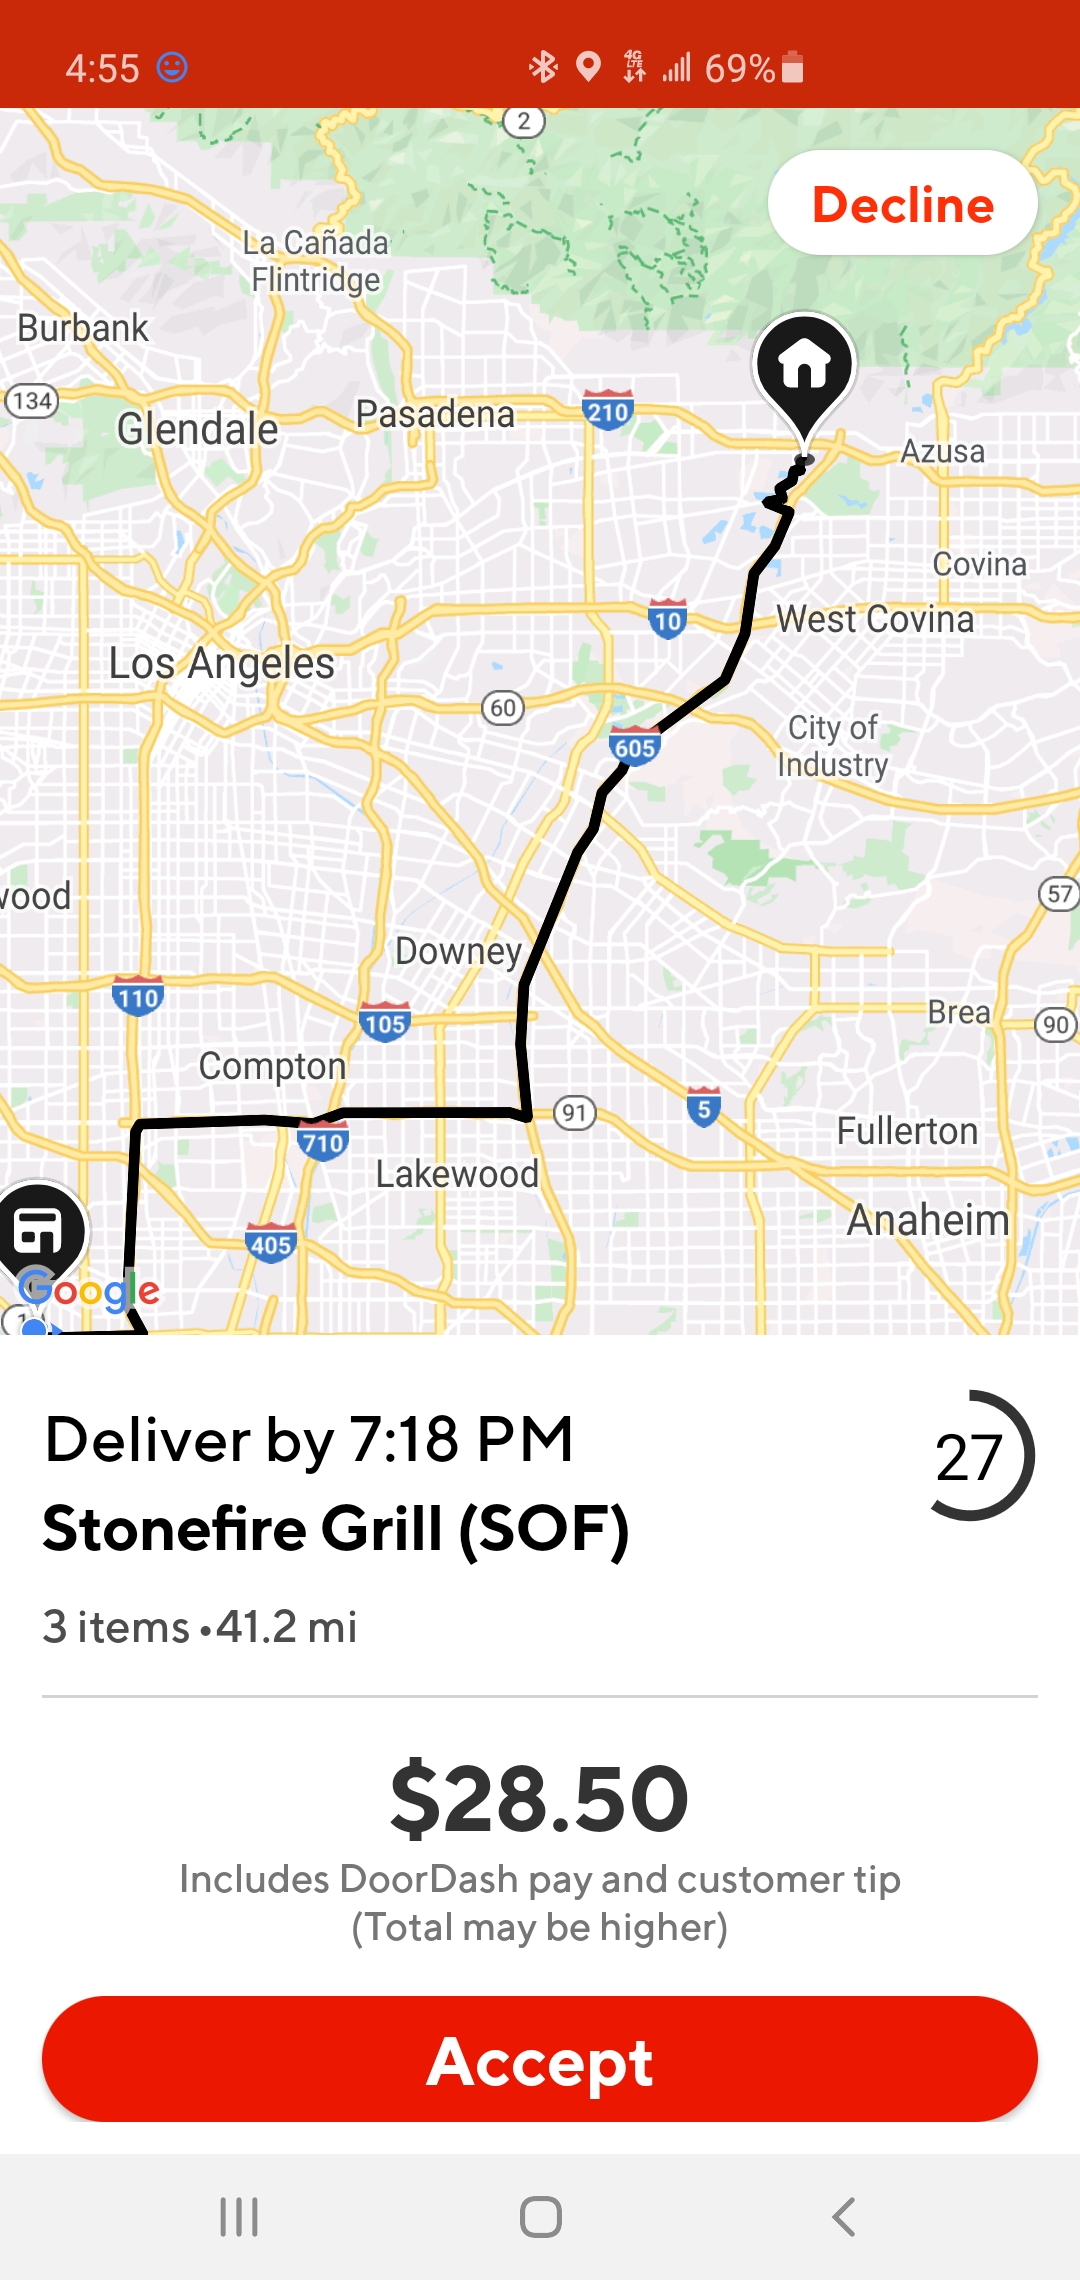 4:55
4G
LTE
69%
2
Decline
La Cañada
Flintridge
Burbank
134
Glendale
Pasadena
210
Azusa
Covina
10
West Covina
Los Angeles
60
605
City of
Industry
wood
57
Downey
110
105
Brea
90
Compton
91
5
710
Fullerton
Lakewood
Anaheim
405
Google
1
Deliver by 7:18 PM
27
Stonefire Grill (SOF)
3 items •41.2 mi
$28.50
Includes DoorDash pay and customer tip
(Total may be higher)
Accept